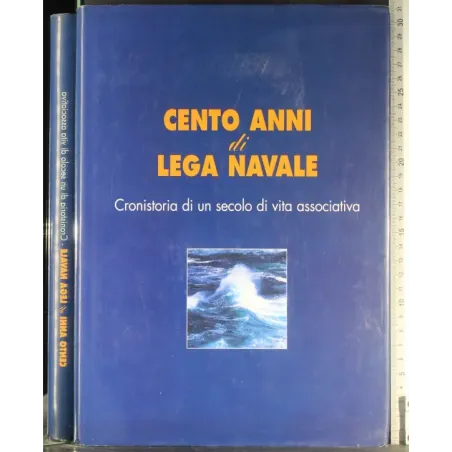 CENTO ANNI
di
LEGA NAVALE
Cronistoria di un secolo di vita associativa
CENTO ANNI di LEGA NAVALE - Cronistoria di un secolo di vita associativa